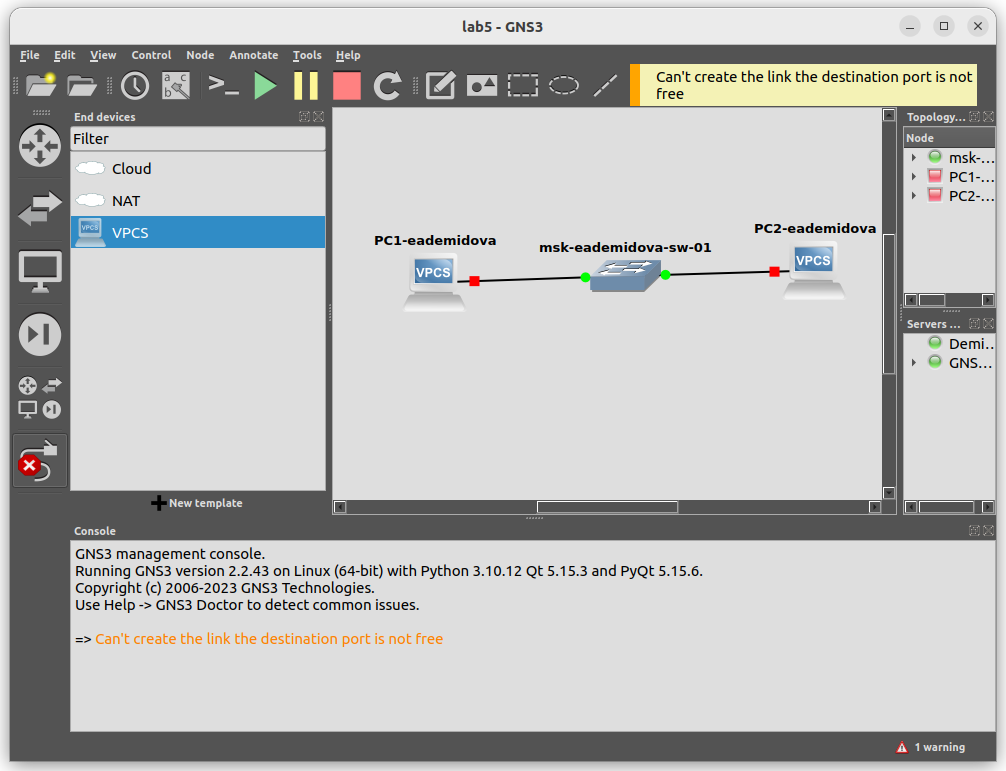 lab5 - GNS3
File Edit View Control Node Annotate Tools Help
a c
b
Can't create the link the destination port is not
free
End devices
Filter
Cloud
NAT
VPCS
VPCS
New template
PC1-eademidova
VPCS
msk-eademidova-sw-01
PC2-eademidova
VPCS
Topology...
Node
msk-...
PC1-...
PC2-...
Servers ...
Demi...
GNS...
Console
GNS3 management console.
Running GNS3 version 2.2.43 on Linux (64-bit) with Python 3.10.12 Qt 5.15.3 and PyQt 5.15.6.
Copyright (c) 2006-2023 GNS3 Technologies.
Use Help -> GNS3 Doctor to detect common issues.
=> Can't create the link the destination port is not free
1 warning